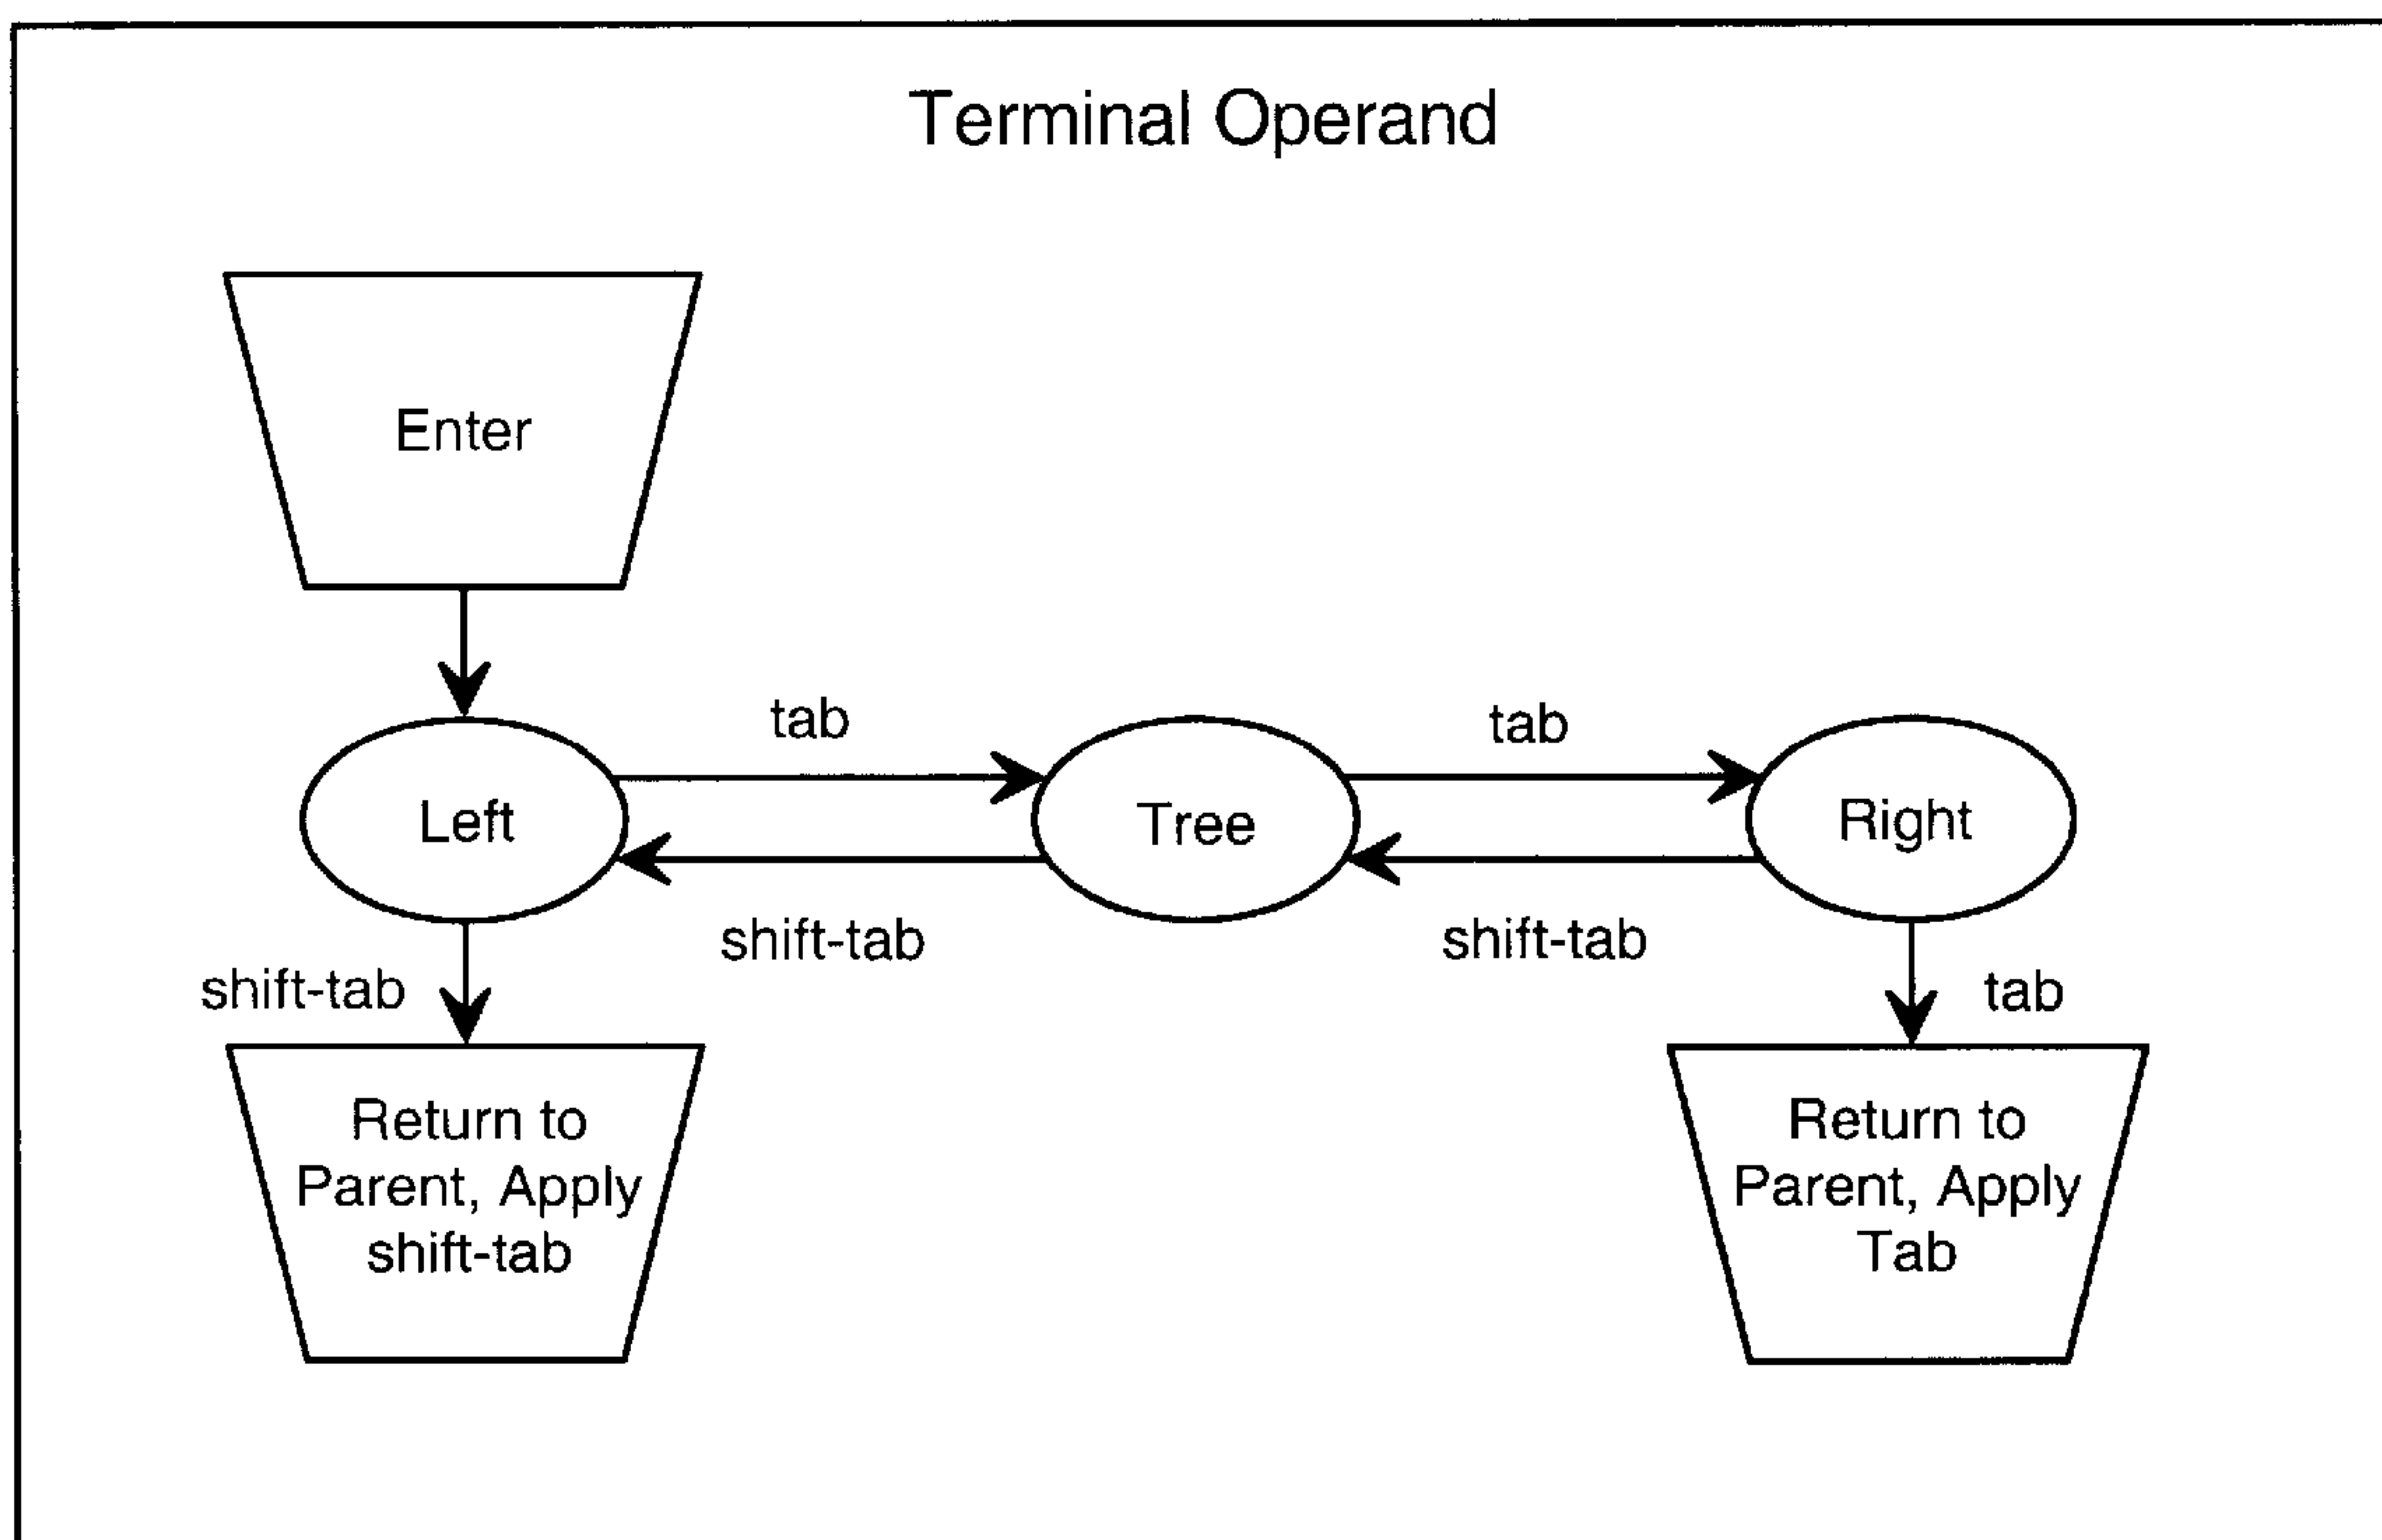 Terminal Operand
Enter
tab
tab
Left
Tree
Right
shift-tab
shift-tab
shift-tab
tab
Return to
Parent, Apply
shift-tab
Return to
Parent, Apply
Tab